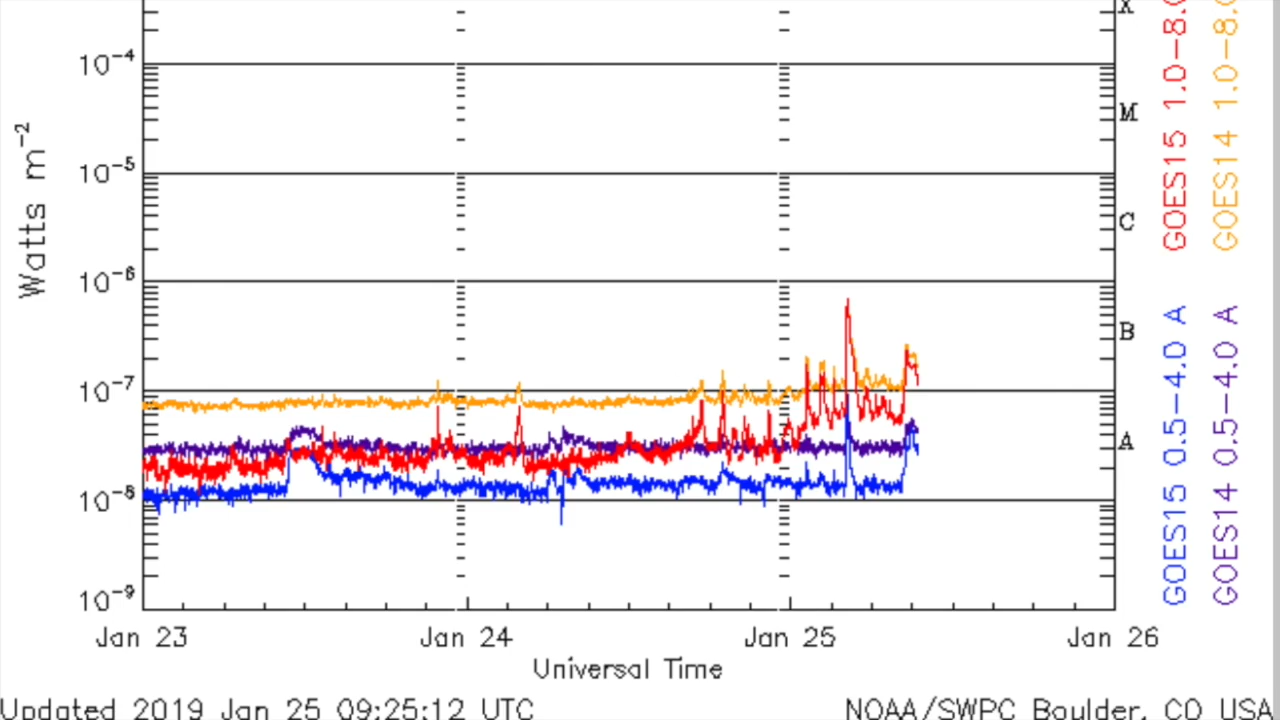 10⁻⁴
10⁻⁵
10⁻⁶
10⁻⁷
10⁻⁸
10⁻⁹
Watts m⁻²
X
M
C
B
A
Jan 23 Jan 24 Jan 25 Jan 26
Universal Time
Updated 2019 Jan 25 09:25:12 UTC NOAA/SWPC Boulder, CO USA
GOES15 0.5-4.0 A GOES15 1.0-8.0
GOES14 0.5-4.0 A GOES14 1.0-8.0